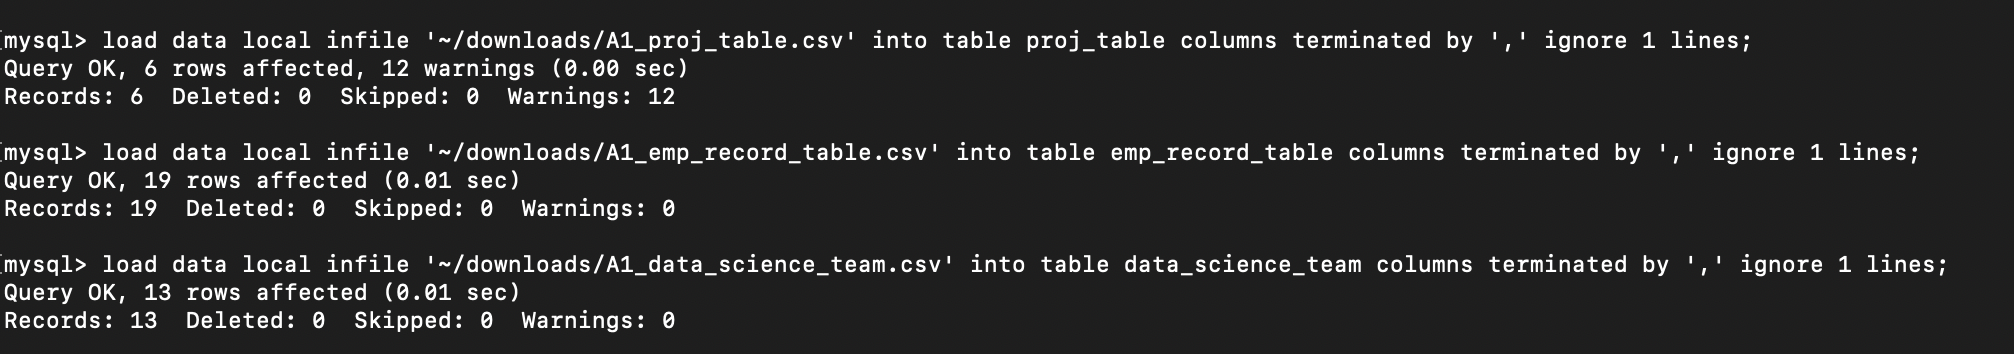 mysql> load data local infile '~/downloads/A1_proj_table.csv' into table proj_table columns terminated by ',' ignore 1 lines;
Query OK, 6 rows affected, 12 warnings (0.00 sec)
Records: 6  Deleted: 0  Skipped: 0  Warnings: 12
mysql> load data local infile '~/downloads/A1_emp_record_table.csv' into table emp_record_table columns terminated by ',' ignore 1 lines;
Query OK, 19 rows affected (0.01 sec)
Records: 19  Deleted: 0  Skipped: 0  Warnings: 0
mysql> load data local infile '~/downloads/A1_data_science_team.csv' into table data_science_team columns terminated by ',' ignore 1 lines;
Query OK, 13 rows affected (0.01 sec)
Records: 13  Deleted: 0  Skipped: 0  Warnings: 0